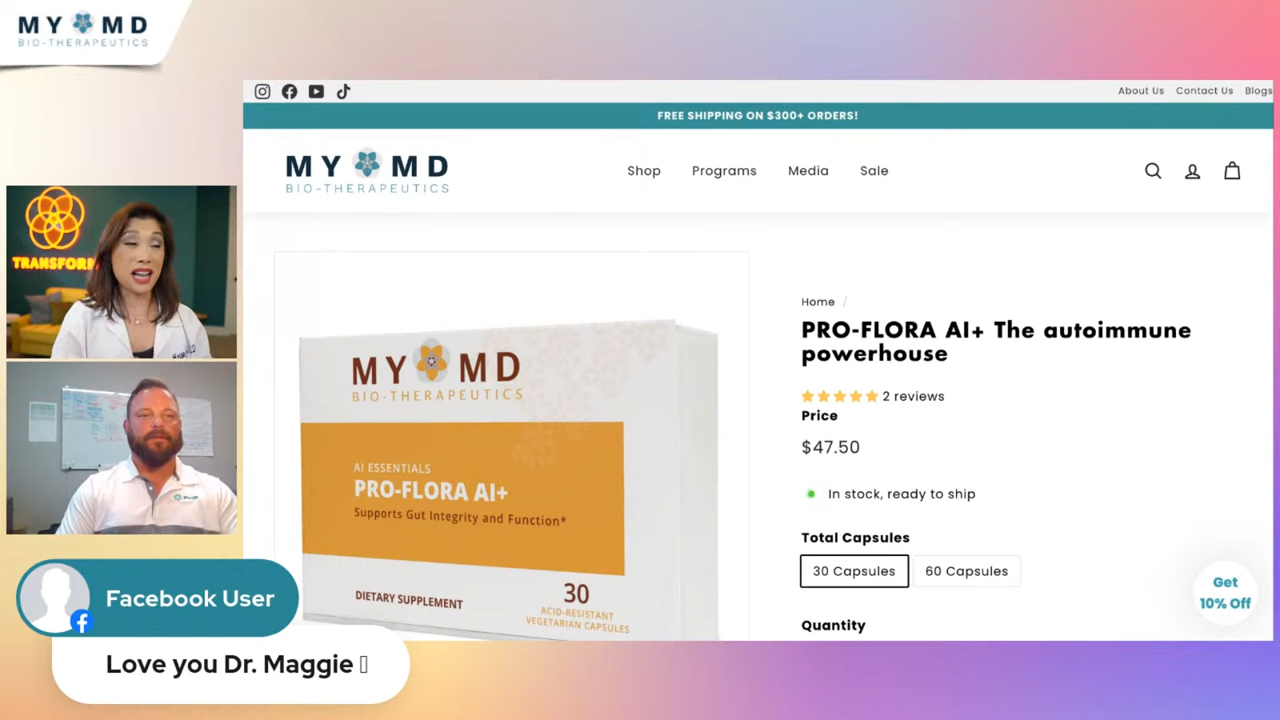 MY MD
BIO-THERAPEUTICS
About Us Contact Us Blogs
FREE SHIPPING ON $300+ ORDERS!
MY MD
BIO-THERAPEUTICS
Shop Programs Media Sale
TRANSFORM
Home /
PRO-FLORA AI+ The autoimmune
powerhouse
2 reviews
Price
$47.50
In stock, ready to ship
Total Capsules
30 Capsules 60 Capsules
Quantity
Get
10% Off
MY MD
BIO-THERAPEUTICS
AI ESSENTIALS
PRO-FLORA AI+
Supports Gut Integrity and Function*
DIETARY SUPPLEMENT
30
ACID-RESISTANT
VEGETARIAN CAPSULES
Facebook User
Love you Dr. Maggie